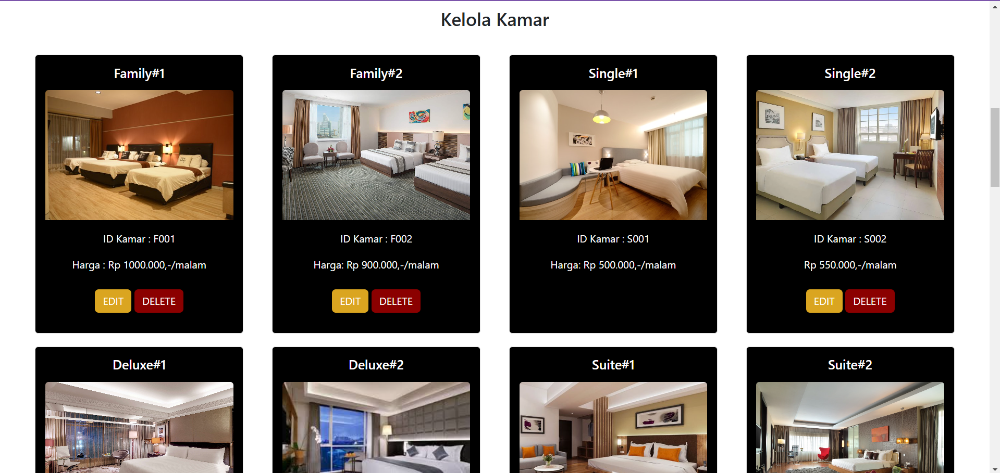 Kelola Kamar
Family#1
ID Kamar : F001
Harga : Rp 1000.000,-/malam
EDIT DELETE
Family#2
ID Kamar : F002
Harga: Rp 900.000,-/malam
EDIT DELETE
Single#1
ID Kamar : S001
Harga: Rp 500.000,-/malam
Single#2
ID Kamar : S002
Rp 550.000,-/malam
EDIT DELETE
Deluxe#1
Deluxe#2
Suite#1
Suite#2